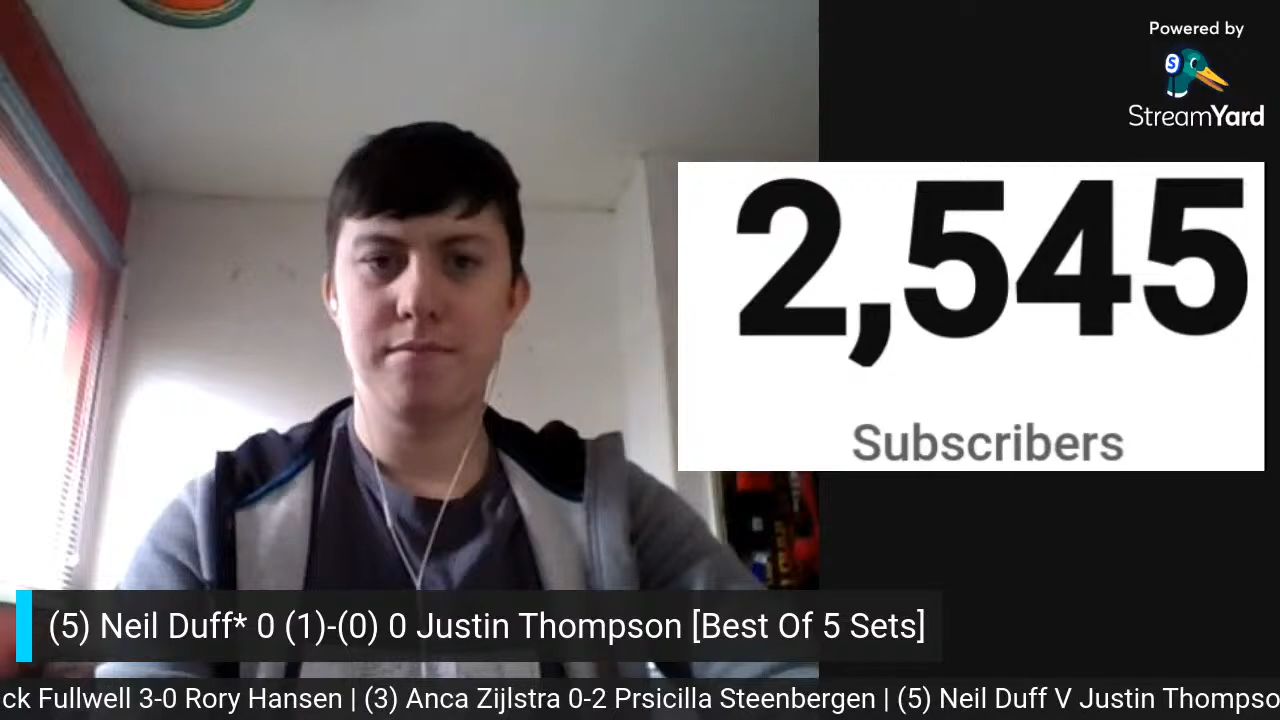 Powered by
S
StreamYard
2,545
Subscribers
(5) Neil Duff* 0 (1)-(0) 0 Justin Thompson [Best Of 5 Sets]
ck Fullwell 3-0 Rory Hansen | (3) Anca Zijlstra 0-2 Prsicilla Steenbergen | (5) Neil Duff V Justin Thompso